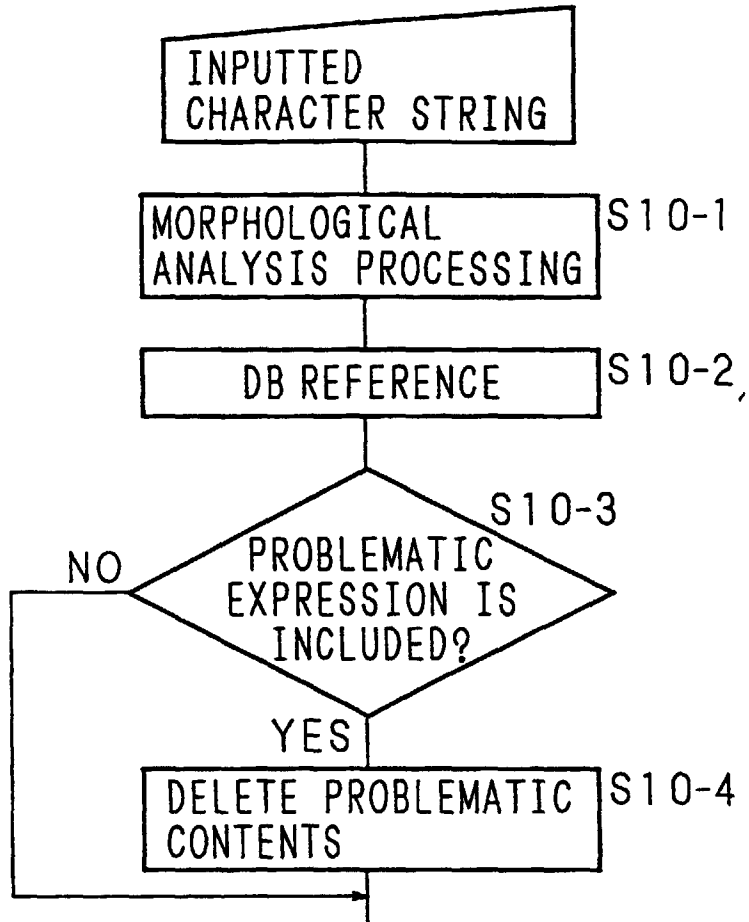 INPUTTED
CHARACTER STRING
MORPHOLOGICAL
ANALYSIS PROCESSING
S10-1
DB REFERENCE
S10-2,
S10-3
PROBLEMATIC
EXPRESSION IS
INCLUDED?
NO
YES
DELETE PROBLEMATIC
CONTENTS
S10-4